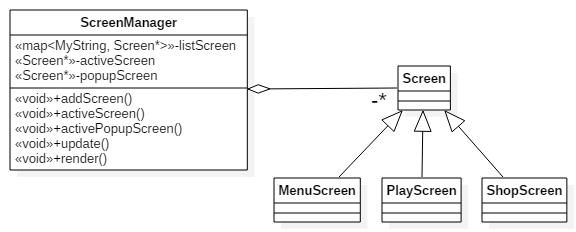 ScreenManager
«map<MyString, Screen*>»-listScreen
«Screen*»-activeScreen
«Screen*»-popupScreen
«void»+addScreen()
«void»+activeScreen()
«void»+activePopupScreen()
«void»+update()
«void»+render()
Screen
-*
MenuScreen
PlayScreen
ShopScreen